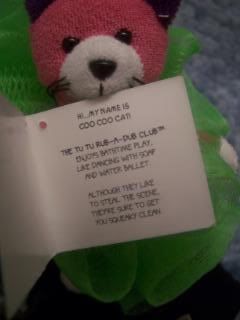 HI...MY NAME IS
COO COO CAT!
THE TU TU RUB-A-DUB CLUB™
ENJOYS BATHTIME PLAY,
LIKE DANCING WITH SOAP
AND WATER BALLET.
ALTHOUGH THEY LIKE
TO STEAL THE SCENE,
THEY'RE SURE TO GET
YOU SQUEAKY CLEAN.